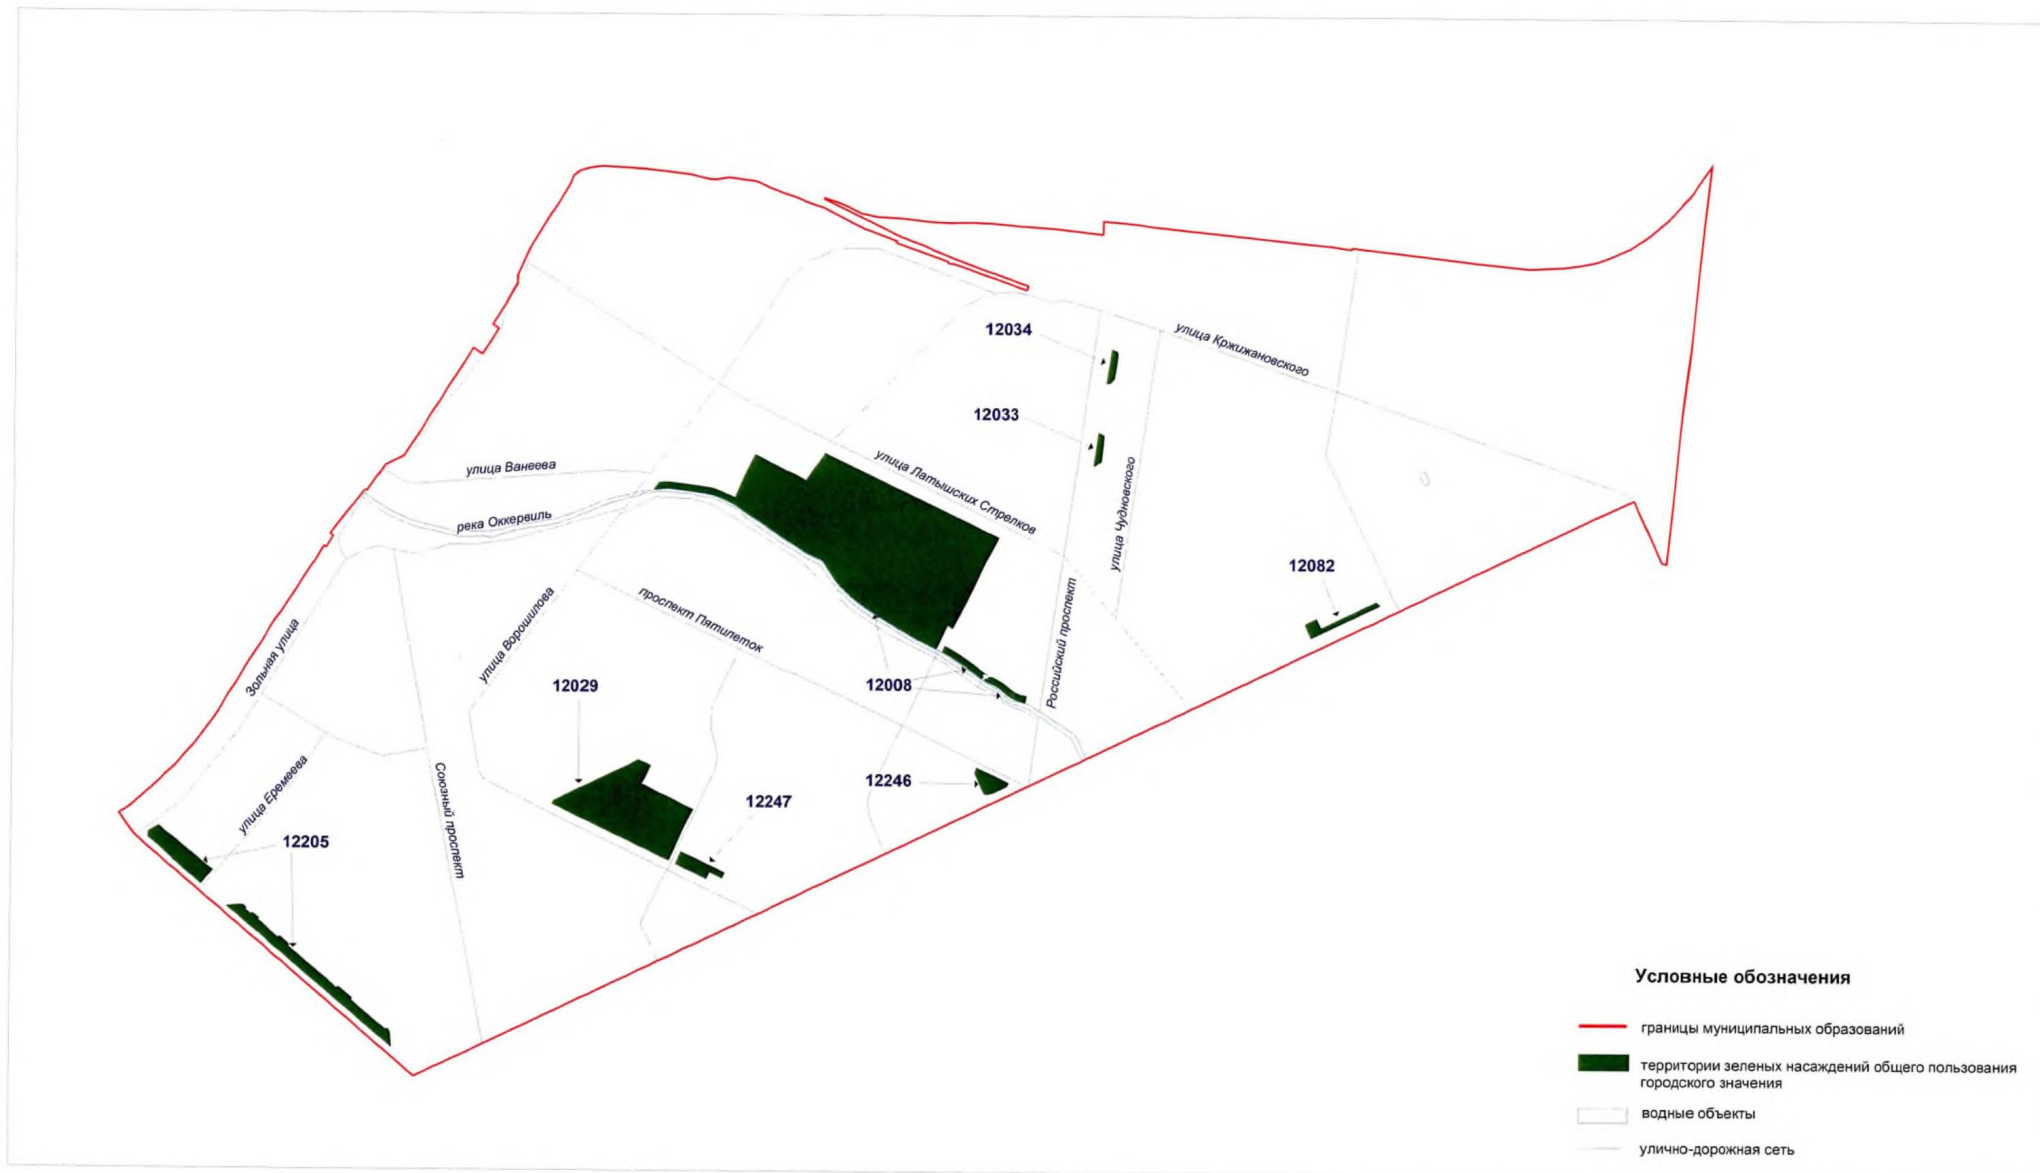 12034
улица Кржижановского
12033
улица Латышских Стрелков
улица Ванеева
улица Чудновского
река Оккервиль
12082
проспект Пятилеток
улица Ворошилова
Российский проспект
Зольная улица
12029
12008
улица Еремеева
Союзный проспект
12246
12247
12205
Условные обозначения
границы муниципальных образований
территории зеленых насаждений общего пользования
городского значения
водные объекты
улично-дорожная сеть